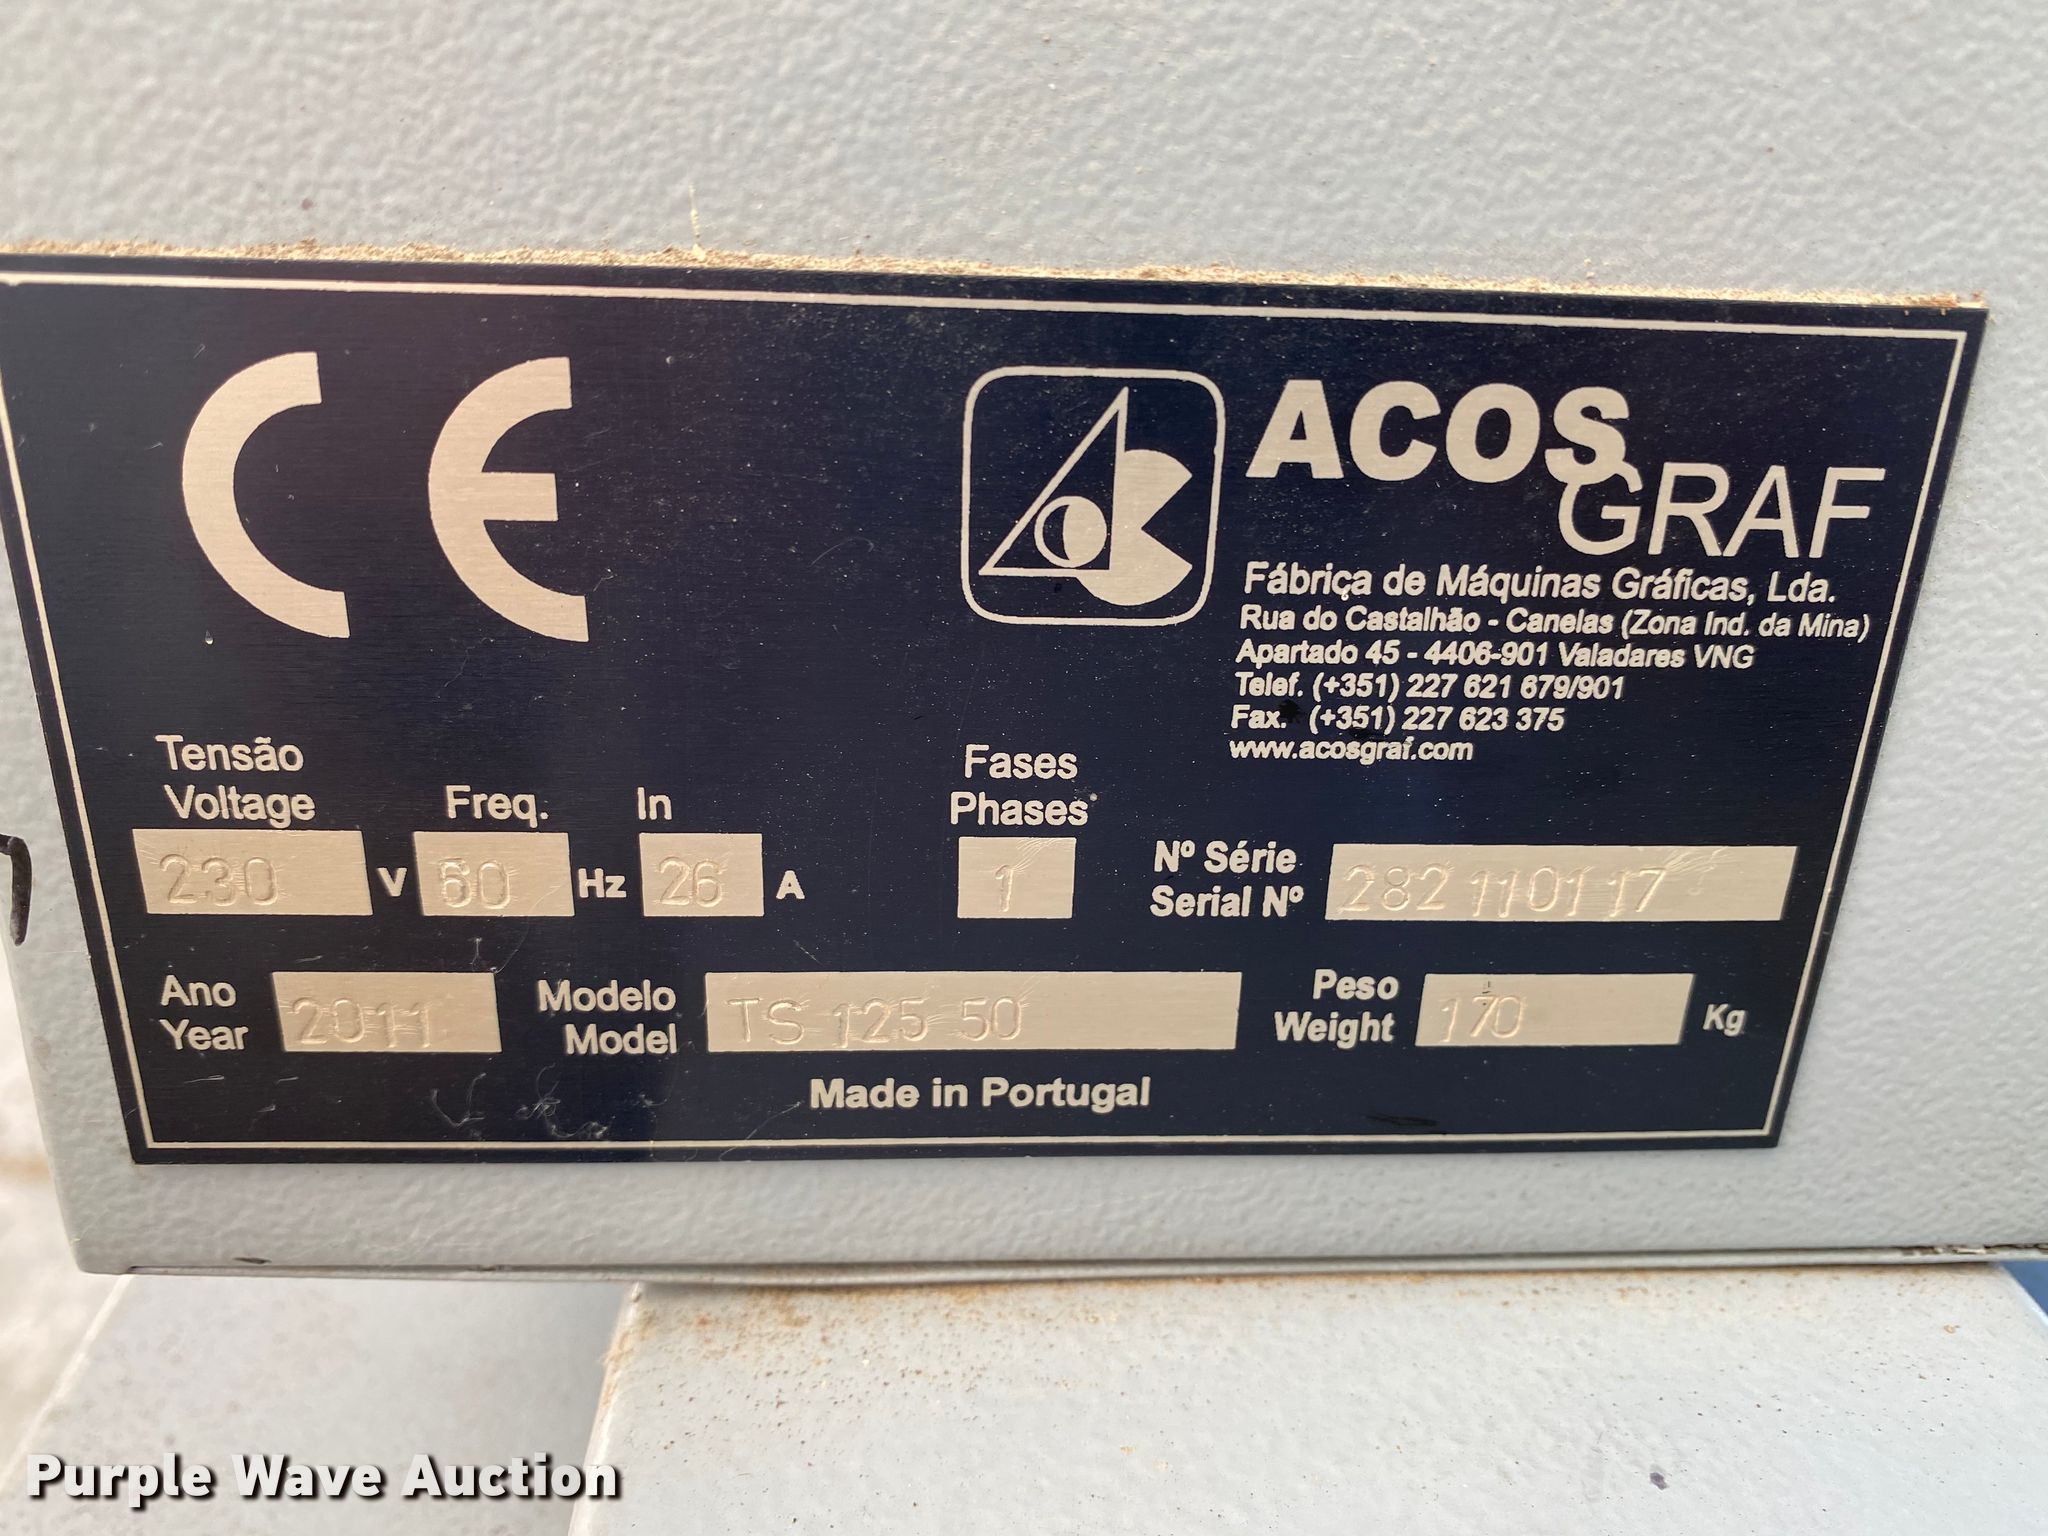 CE
ACOS
GRAF
Fábriça de Máquinas Gráficas, Lda.
Rua do Castalhão - Canelas (Zona Ind. da Mina)
Apartado 45 - 4406-901 Valadares VNG
Telef. (+351) 227 621 679/901
Fax. (+351) 227 623 375
www.acosgraf.com
Tensão
Voltage
230 V
Freq.
60 Hz
In
26 A
Fases
Phases
1
Nº Série
Serial Nº
282 1101 17
Ano
Year
2011
Modelo
Model
TS 125 50
Peso
Weight
170 Kg
Made in Portugal
Purple Wave Auction